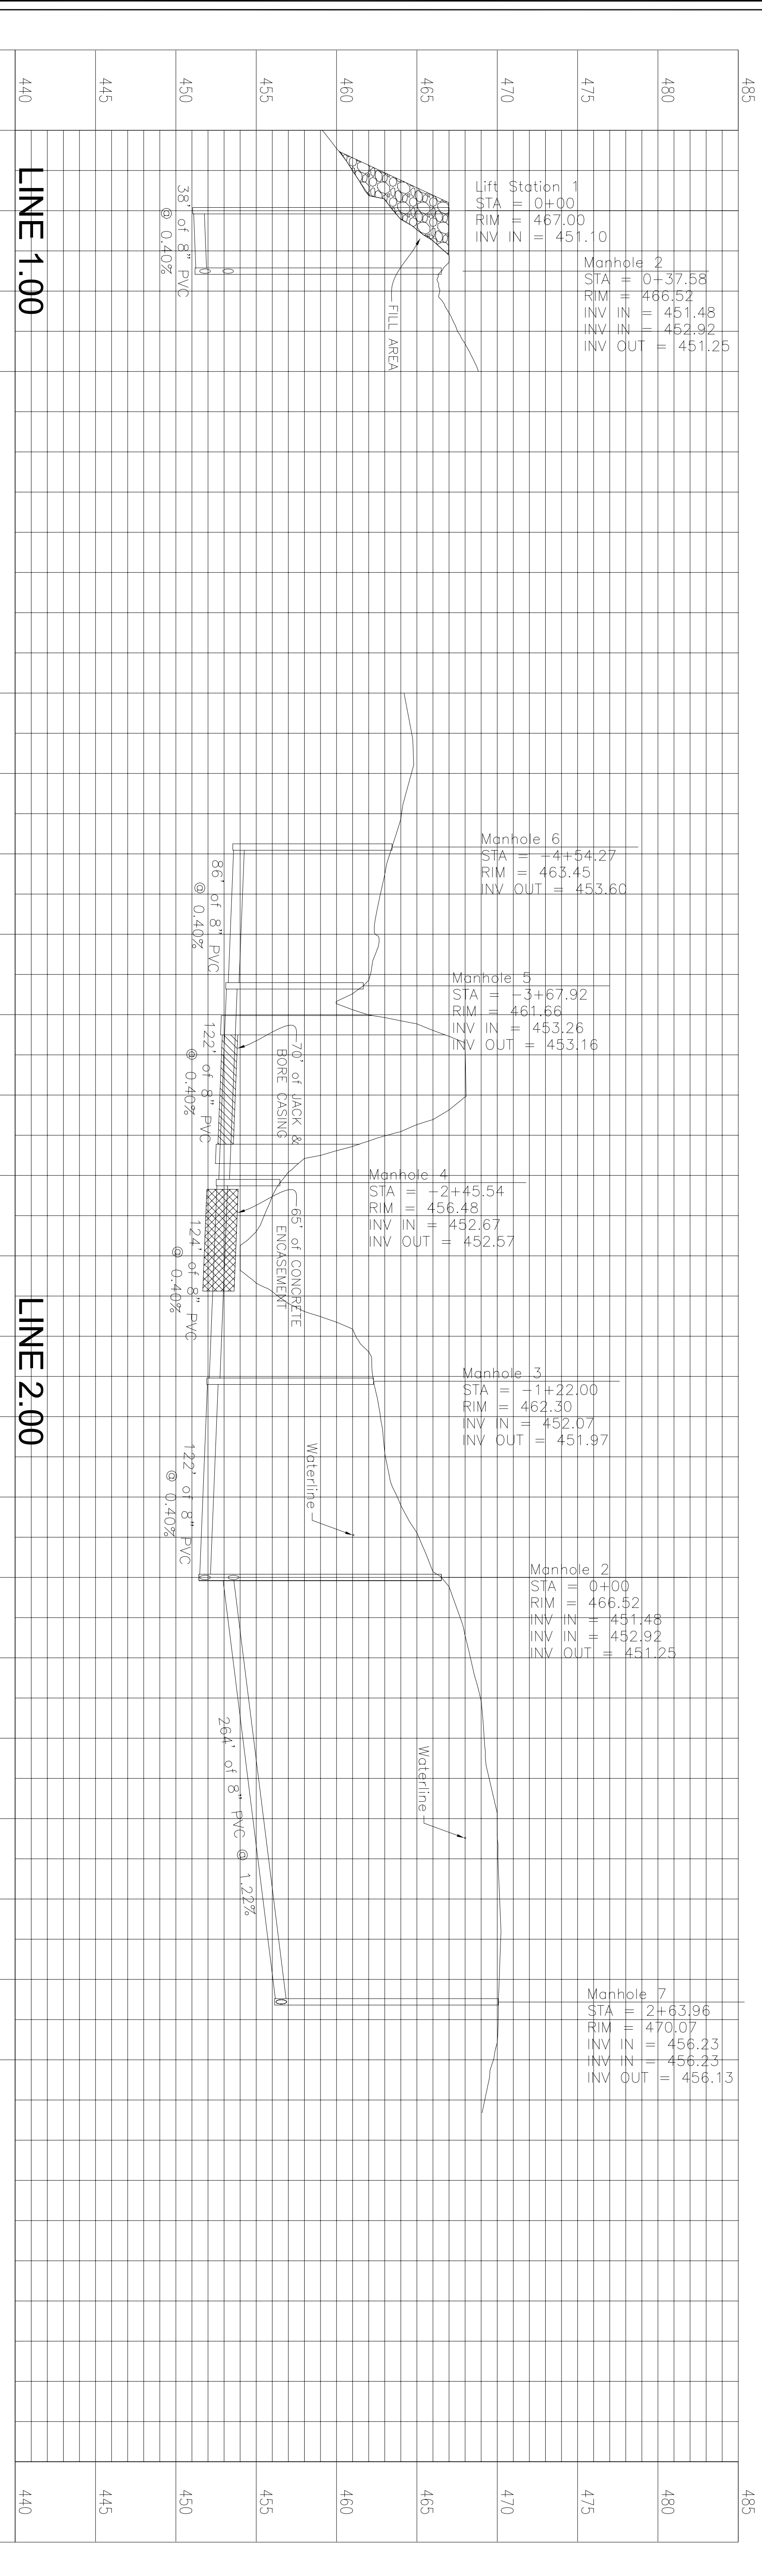 440
445
450
455
460
465
470
475
480
485
Lift Station 1
STA = 0+00
RIM = 467.00
INV IN = 451.10
Manhole 2
STA = 0+37.58
RIM = 466.52
INV IN = 451.48
INV IN = 452.92
INV OUT = 451.25
38' of 8" PVC
@ 0.40%
FILL AREA
LINE 1.00
Manhole 6
STA = -4+54.27
RIM = 463.45
INV OUT = 453.60
86' of 8" PVC
@ 0.40%
Manhole 5
STA = -3+67.92
RIM = 461.66
INV IN = 453.26
INV OUT = 453.16
70' of JACK &
BORE CASING
122' of 8" PVC
@ 0.40%
Manhole 4
STA = -2+45.54
RIM = 456.48
INV IN = 452.67
INV OUT = 452.57
65' of CONCRETE
ENCASEMENT
124' of 8" PVC
@ 0.40%
LINE 2.00
Manhole 3
STA = -1+22.00
RIM = 462.30
INV IN = 452.07
INV OUT = 451.97
Waterline
122' of 8" PVC
@ 0.40%
Manhole 2
STA = 0+00
RIM = 466.52
INV IN = 451.48
INV IN = 452.92
INV OUT = 451.25
264' of 8" PVC @ 1.22%
Waterline
Manhole 7
STA = 2+63.96
RIM = 470.07
INV IN = 456.23
INV IN = 456.23
INV OUT = 456.13
440
445
450
455
460
465
470
475
480
485